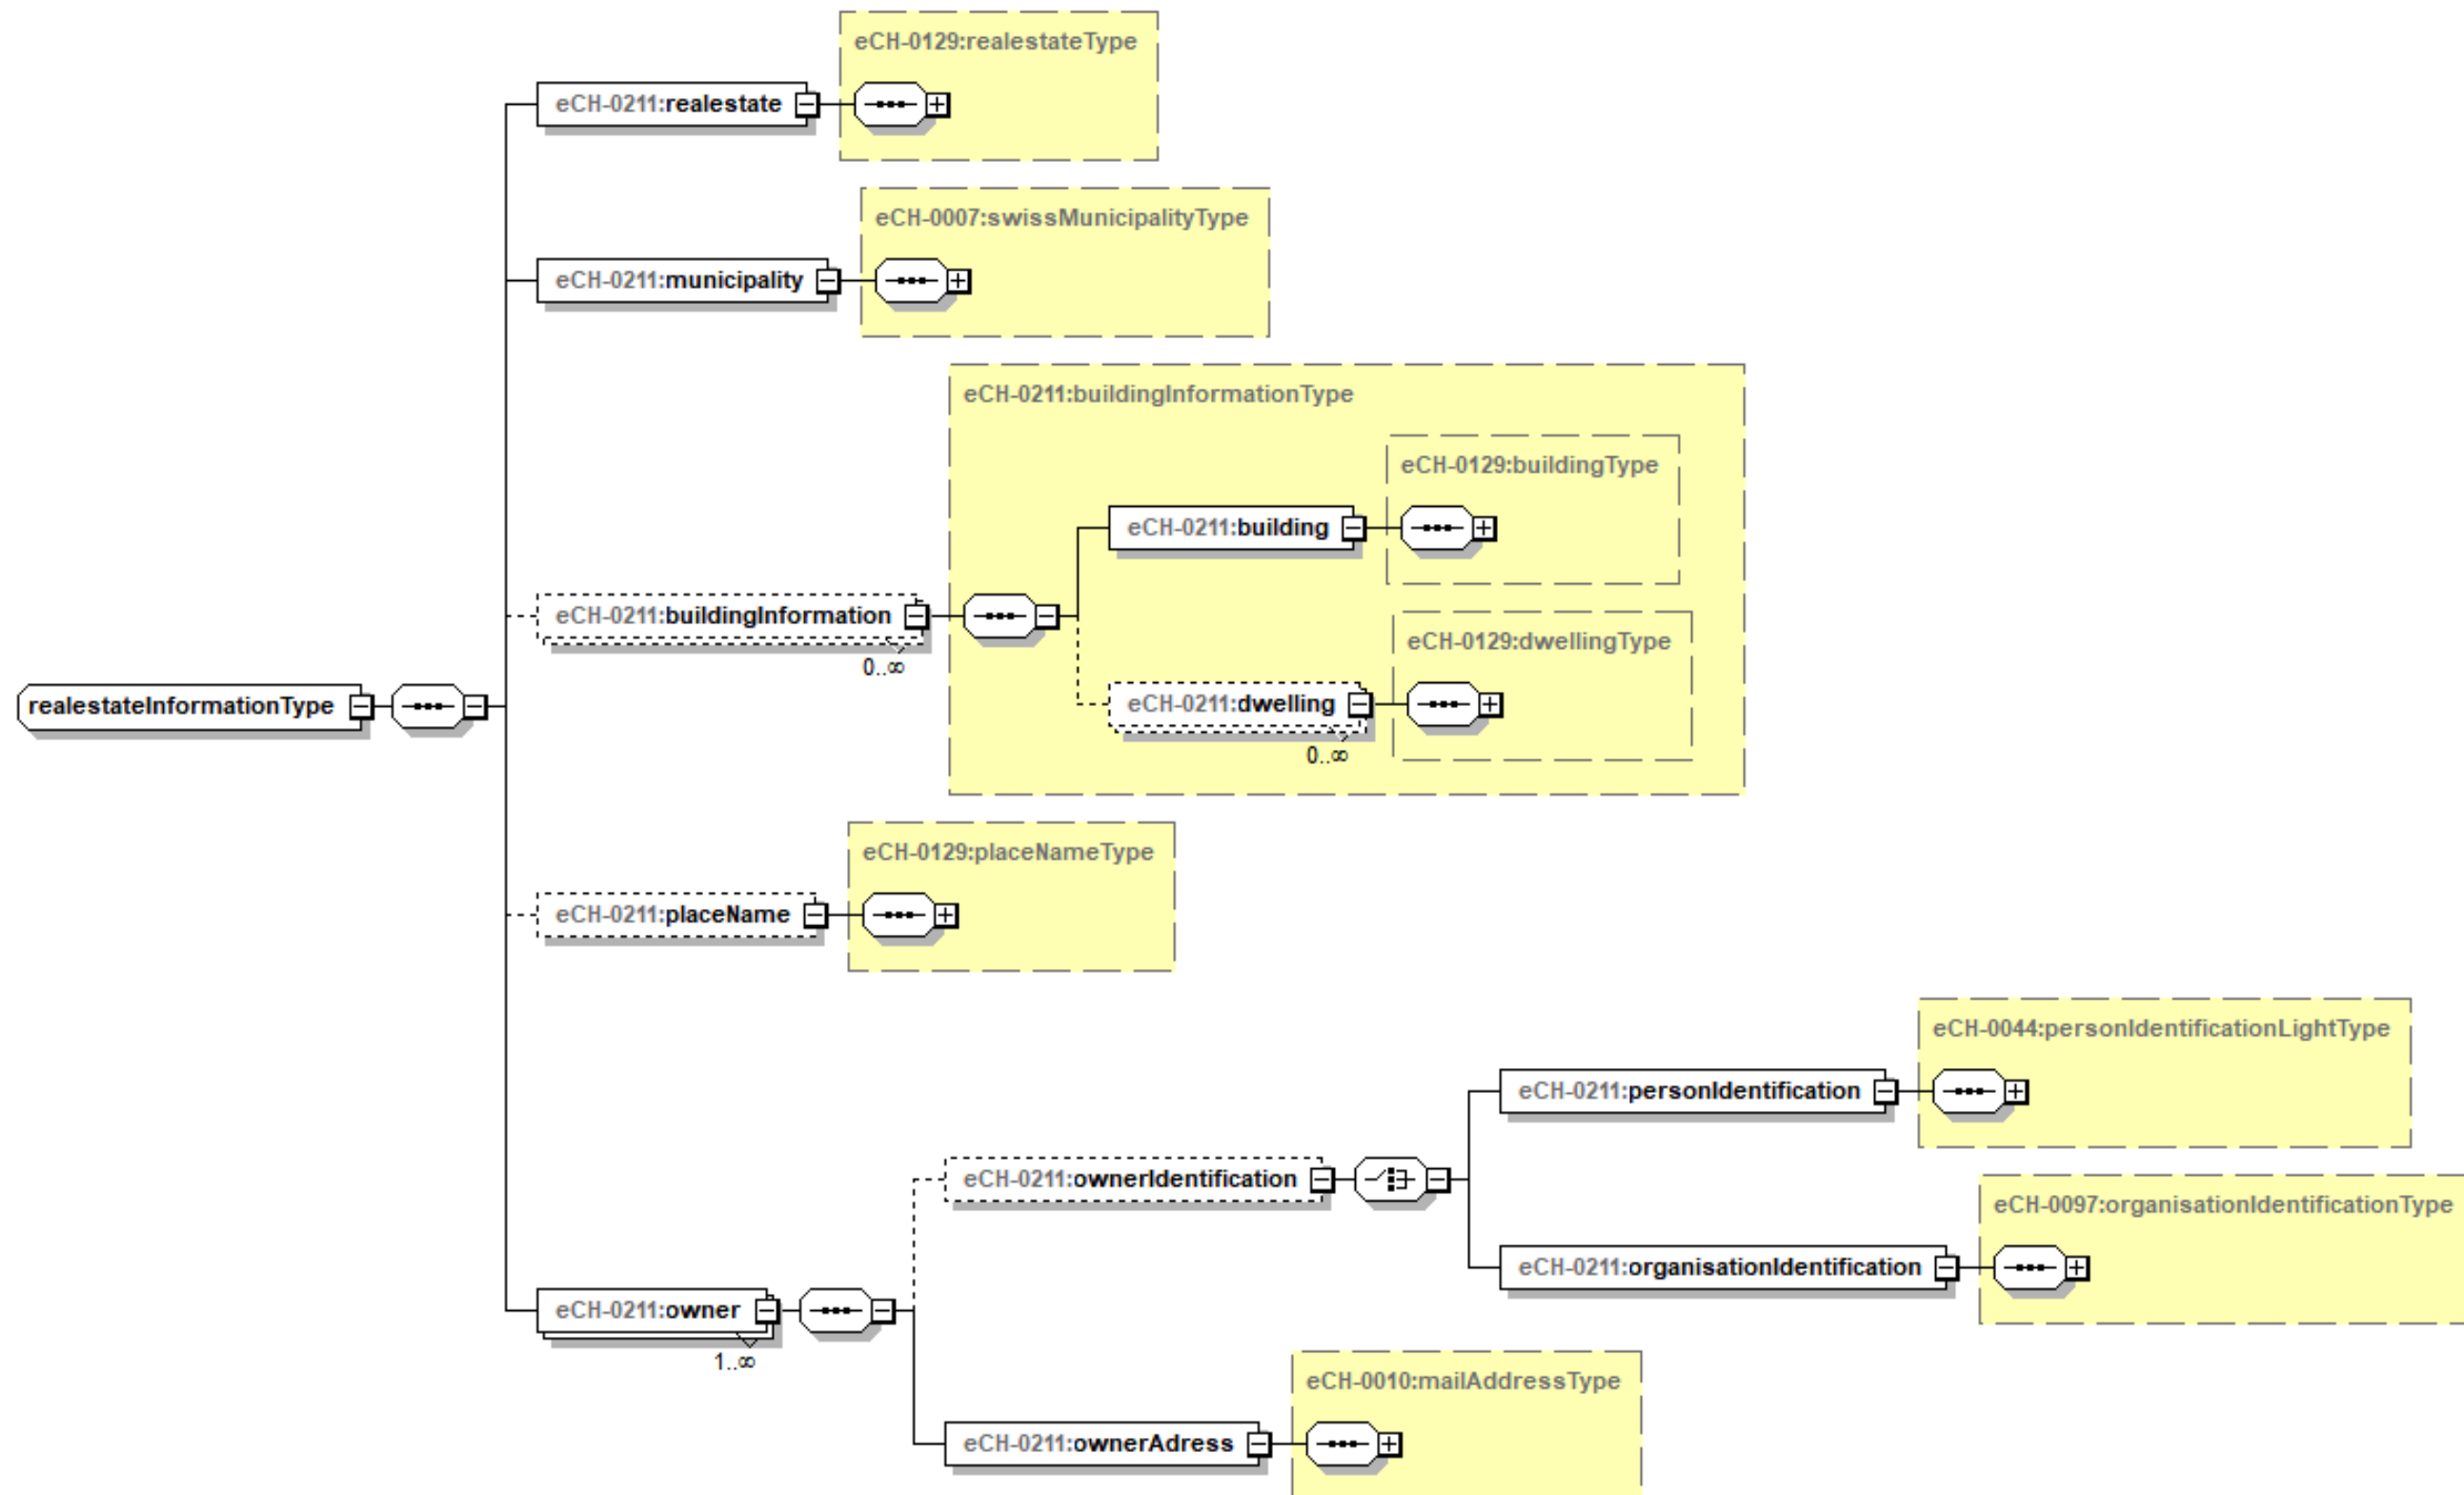 eCH-0129:realestateType
eCH-0211:realestate
eCH-0007:swissMunicipalityType
eCH-0211:municipality
eCH-0211:buildingInformationType
eCH-0129:buildingType
eCH-0211:building
eCH-0211:buildingInformation
0..∞
eCH-0129:dwellingType
eCH-0211:dwelling
0..∞
realestateInformationType
eCH-0129:placeNameType
eCH-0211:placeName
eCH-0044:personIdentificationLightType
eCH-0211:personIdentification
eCH-0211:ownerIdentification
eCH-0097:organisationIdentificationType
eCH-0211:organisationIdentification
eCH-0211:owner
1..∞
eCH-0010:mailAddressType
eCH-0211:ownerAdress